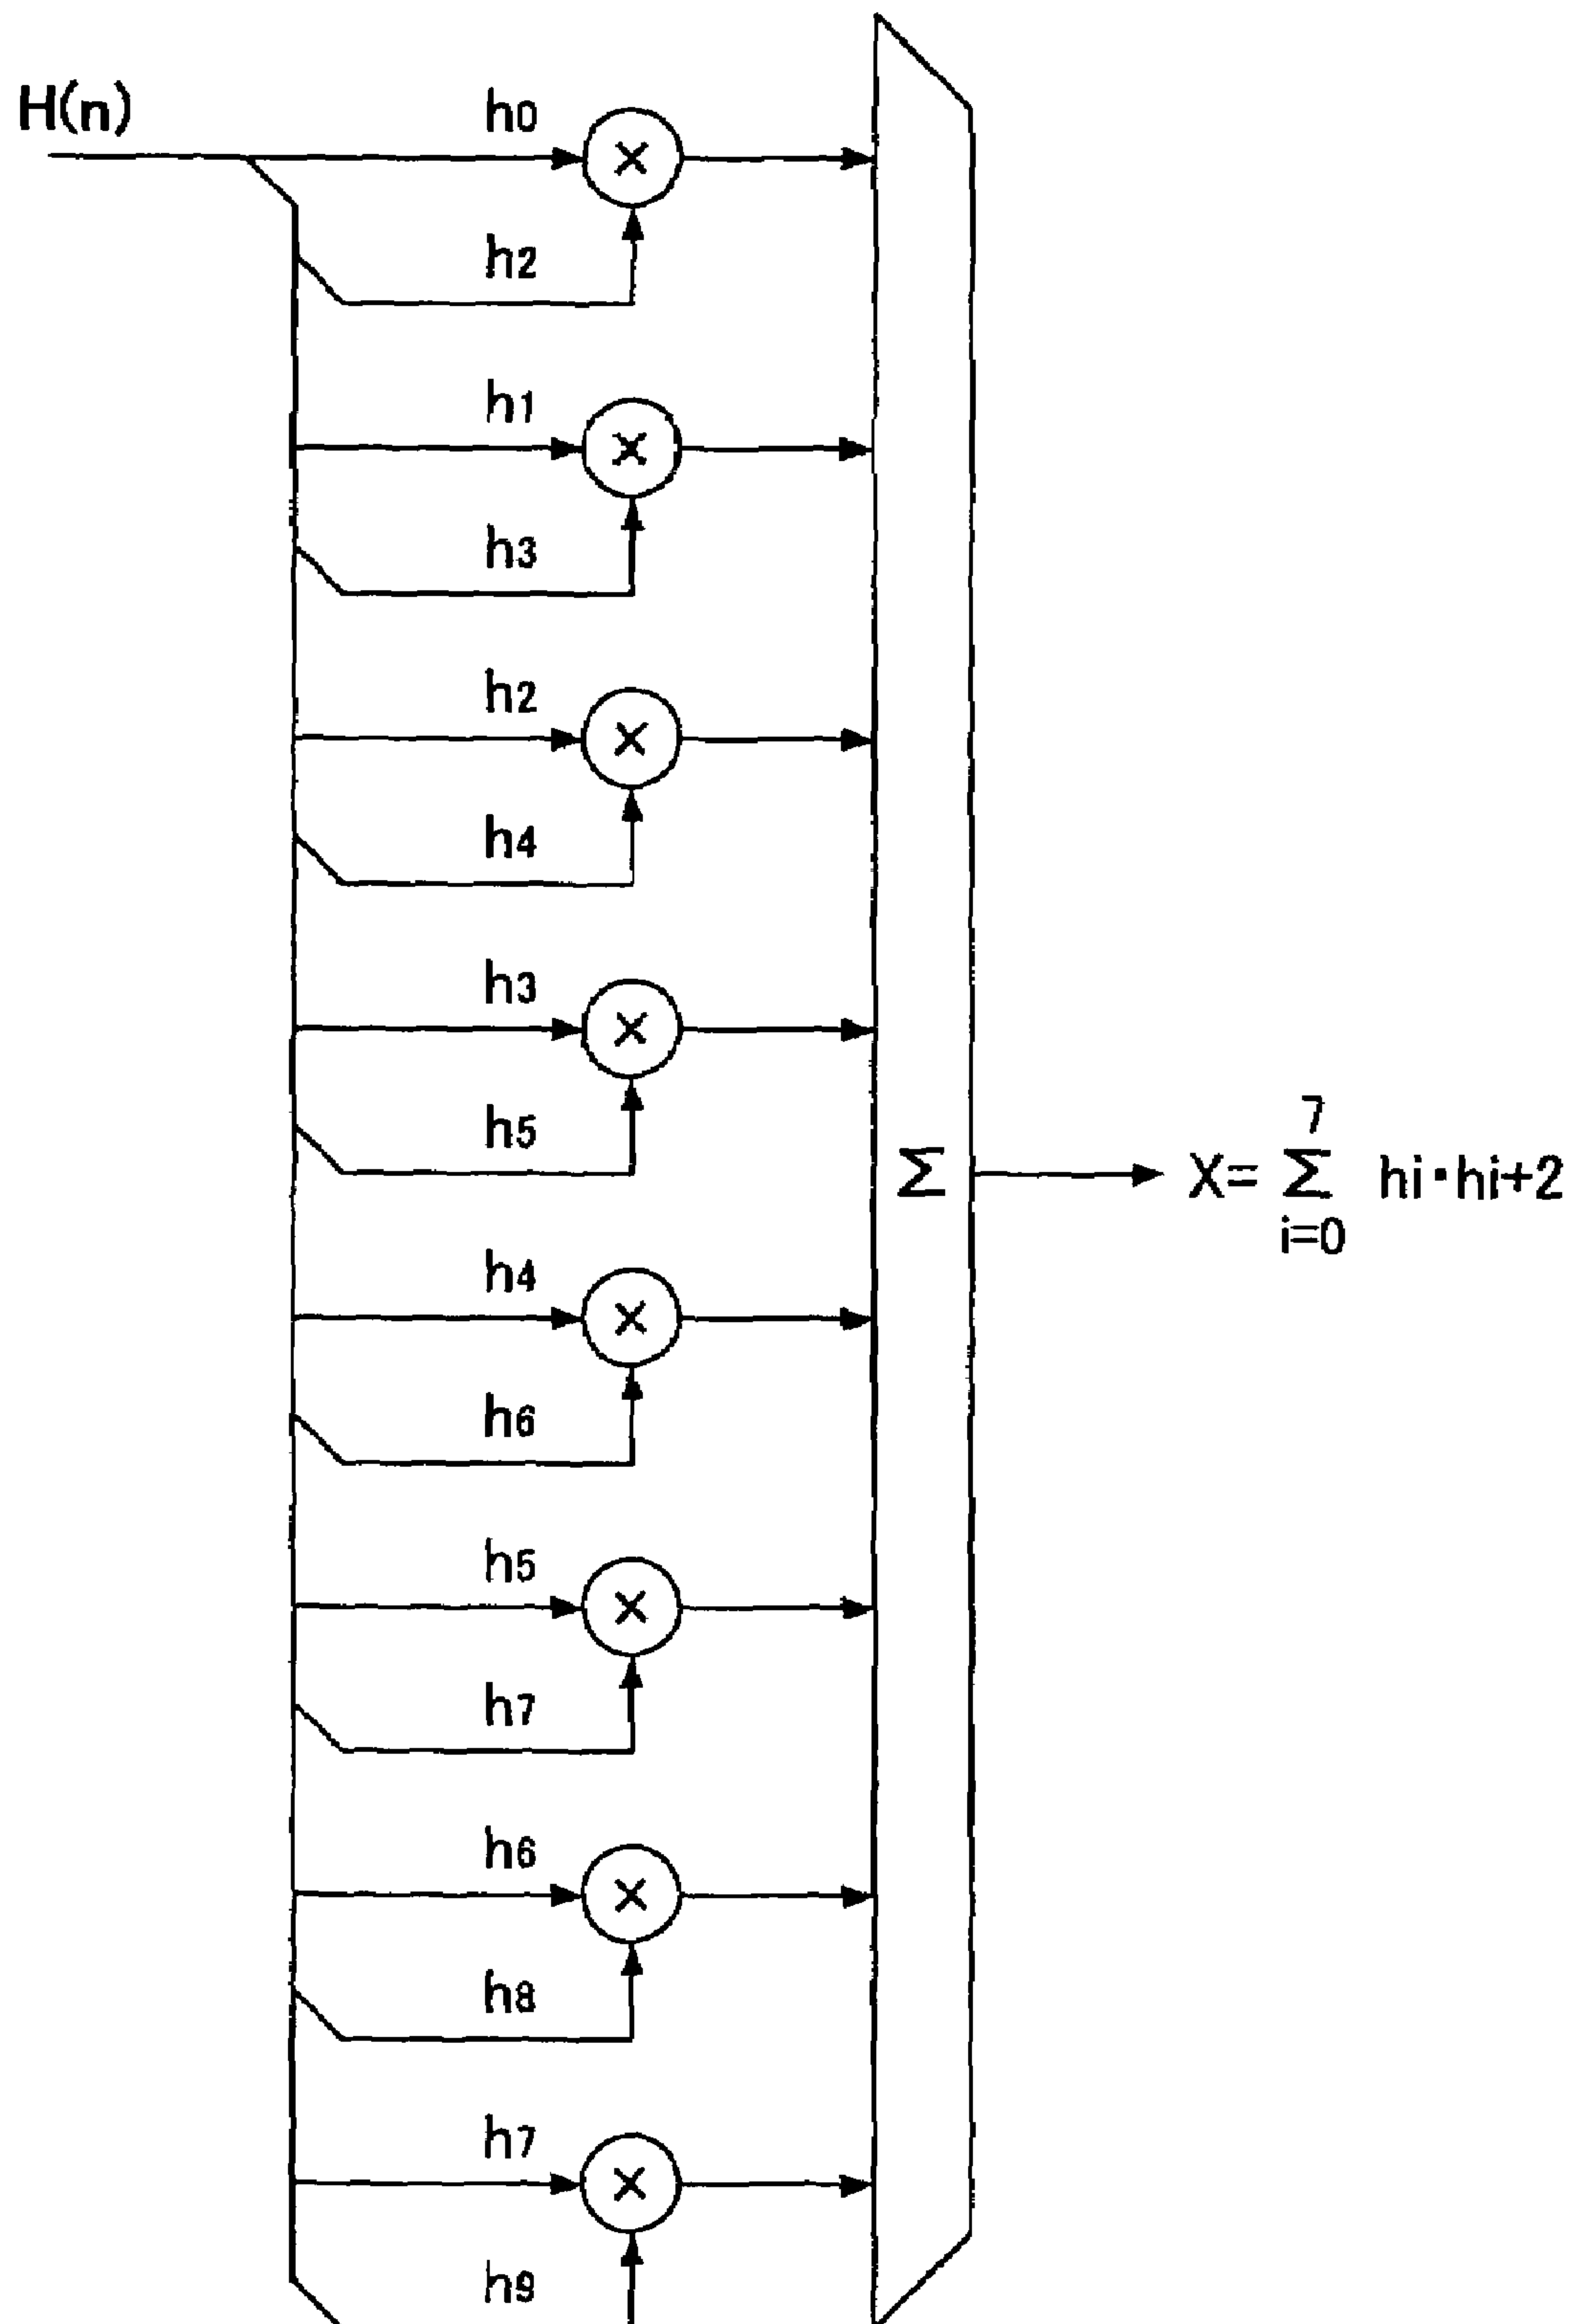 H(n)
h0
×
h2
h1
×
h3
h2
×
h4
h3
×
h5
Σ
X= 7 Σ i=0 hi·hi+2
h4
×
h6
h5
×
h7
h6
×
h8
h7
×
h9